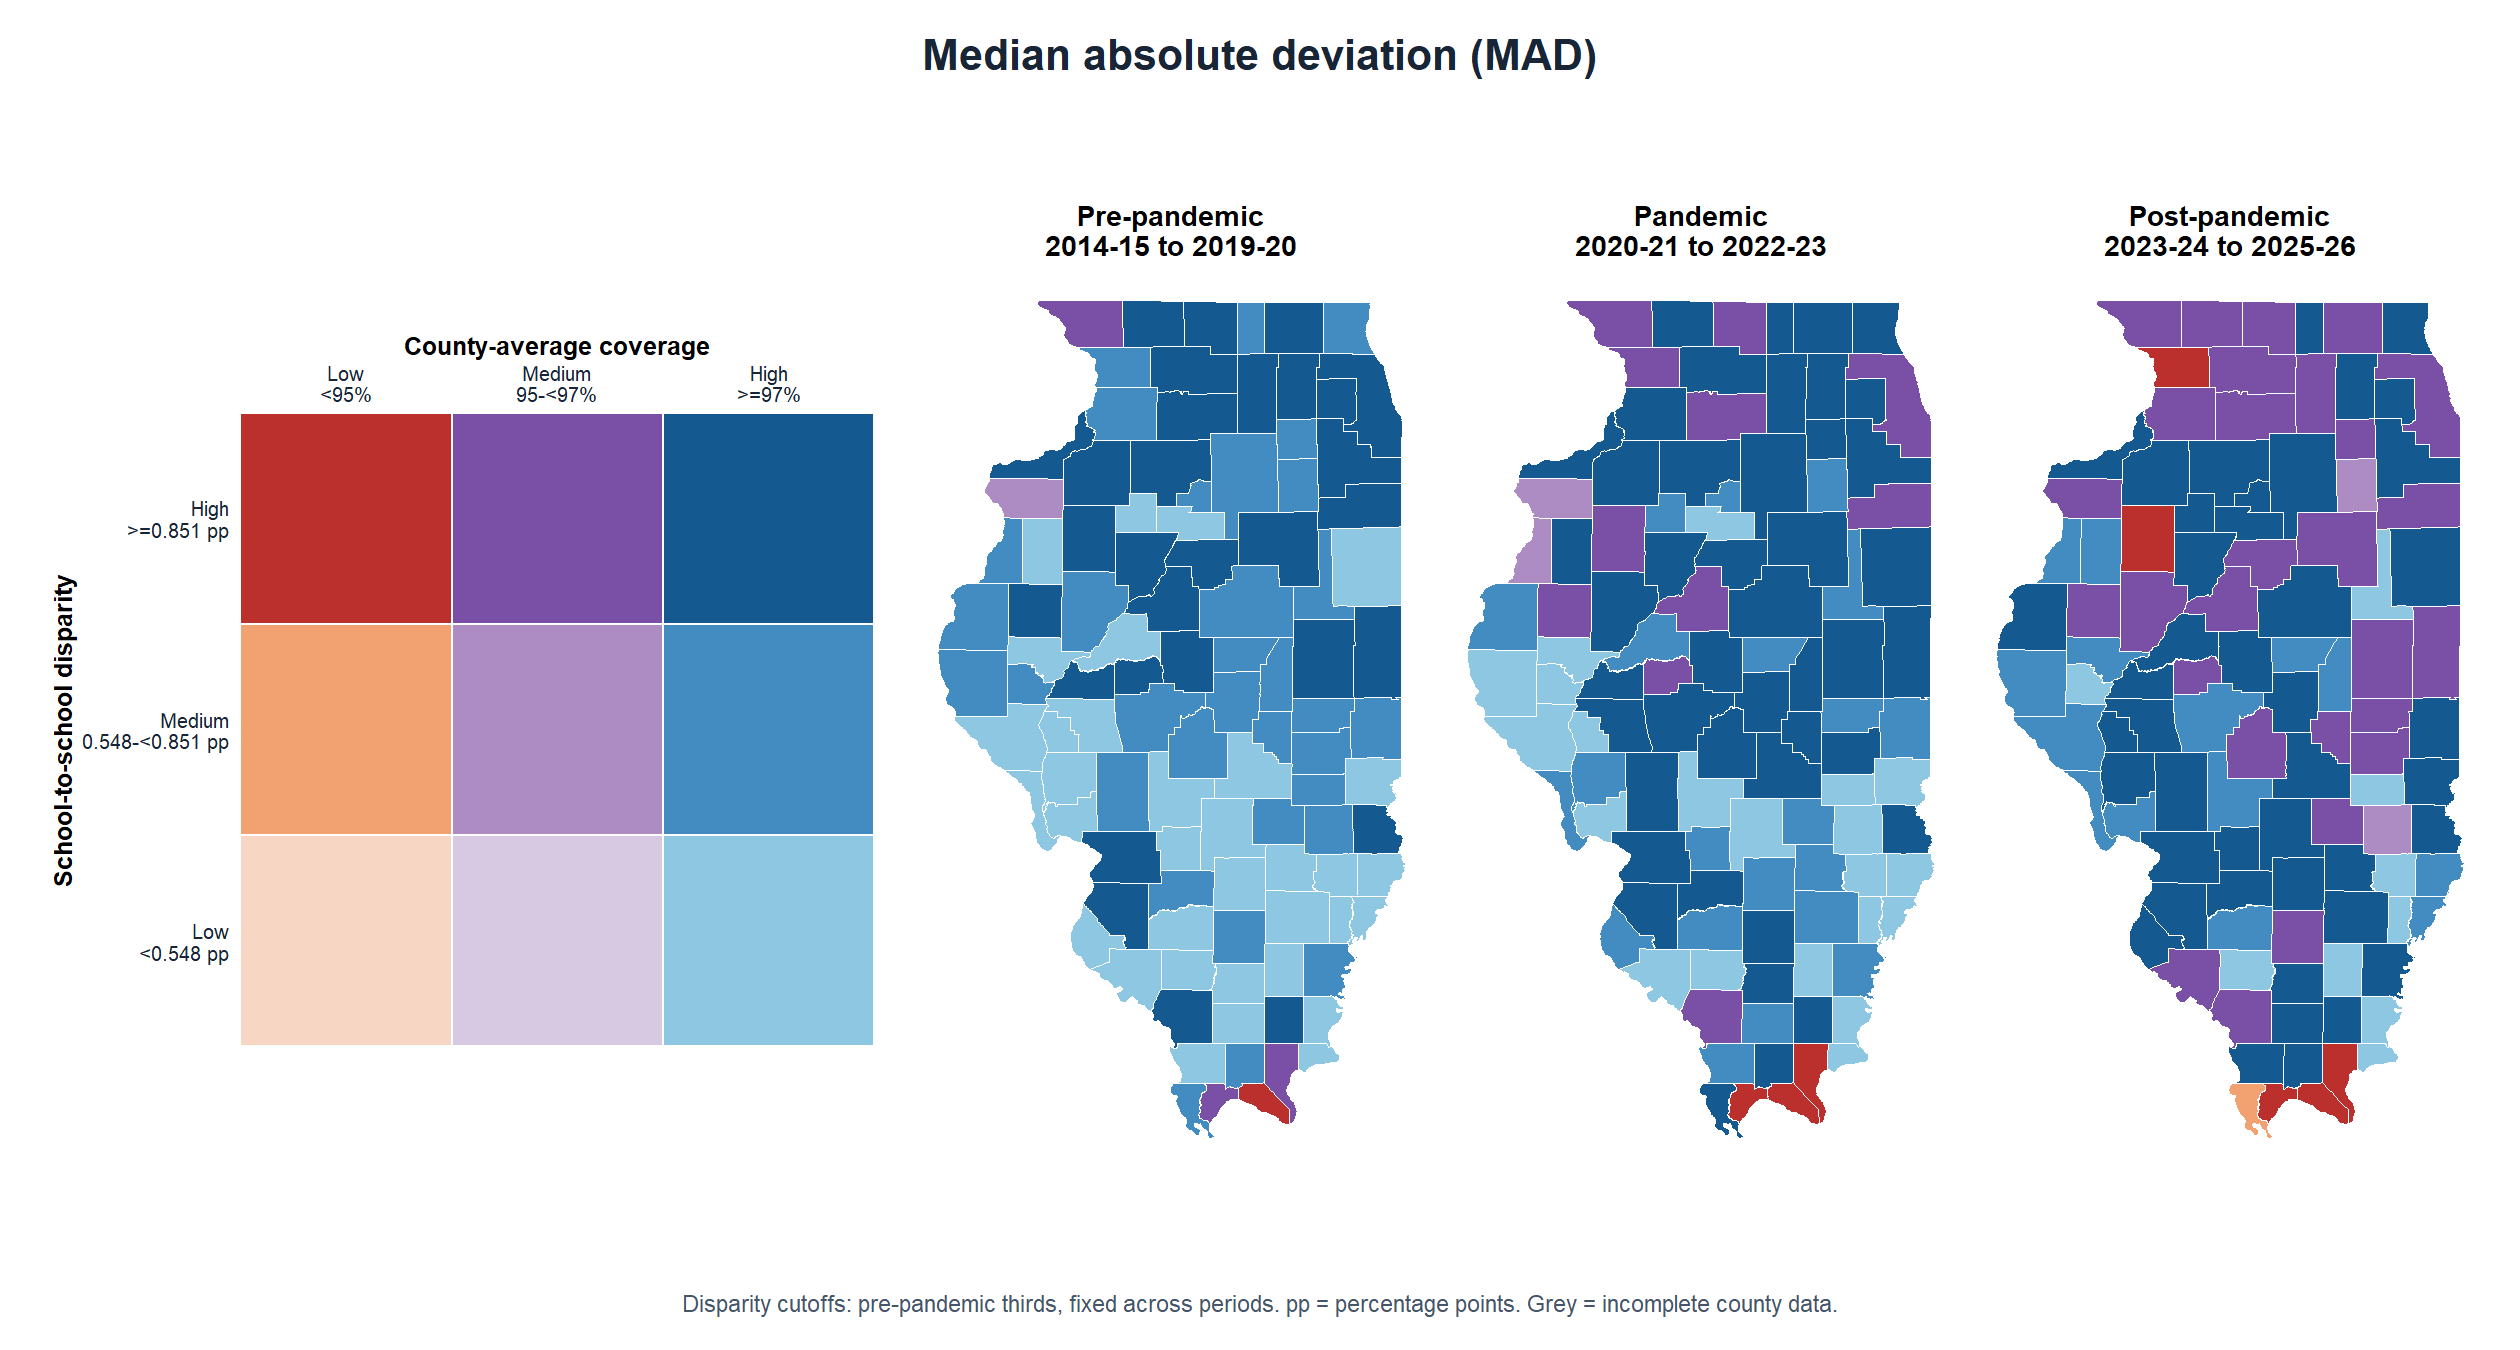 Median absolute deviation (MAD)
Pre-pandemic
2014-15 to 2019-20
Pandemic
2020-21 to 2022-23
Post-pandemic
2023-24 to 2025-26
County-average coverage
Low
<95%
Medium
95-<97%
High
>=97%
School-to-school disparity
High
>=0.851 pp
Medium
0.548-<0.851 pp
Low
<0.548 pp
Disparity cutoffs: pre-pandemic thirds, fixed across periods. pp = percentage points. Grey = incomplete county data.